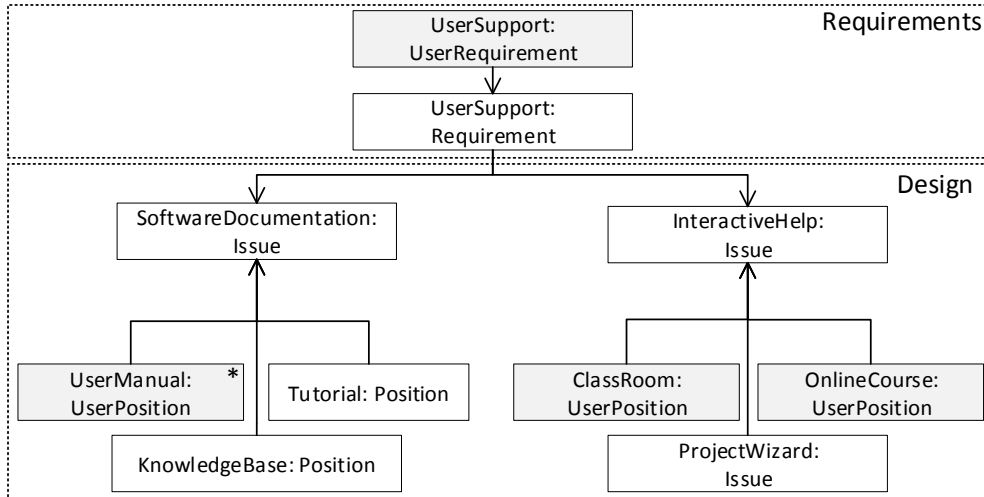 Requirements
UserSupport:
UserRequirement
UserSupport:
Requirement
Design
SoftwareDocumentation:
Issue
InteractiveHelp:
Issue
UserManual: *
UserPosition
Tutorial: Position
KnowledgeBase: Position
ClassRoom:
UserPosition
OnlineCourse:
UserPosition
ProjectWizard:
Issue